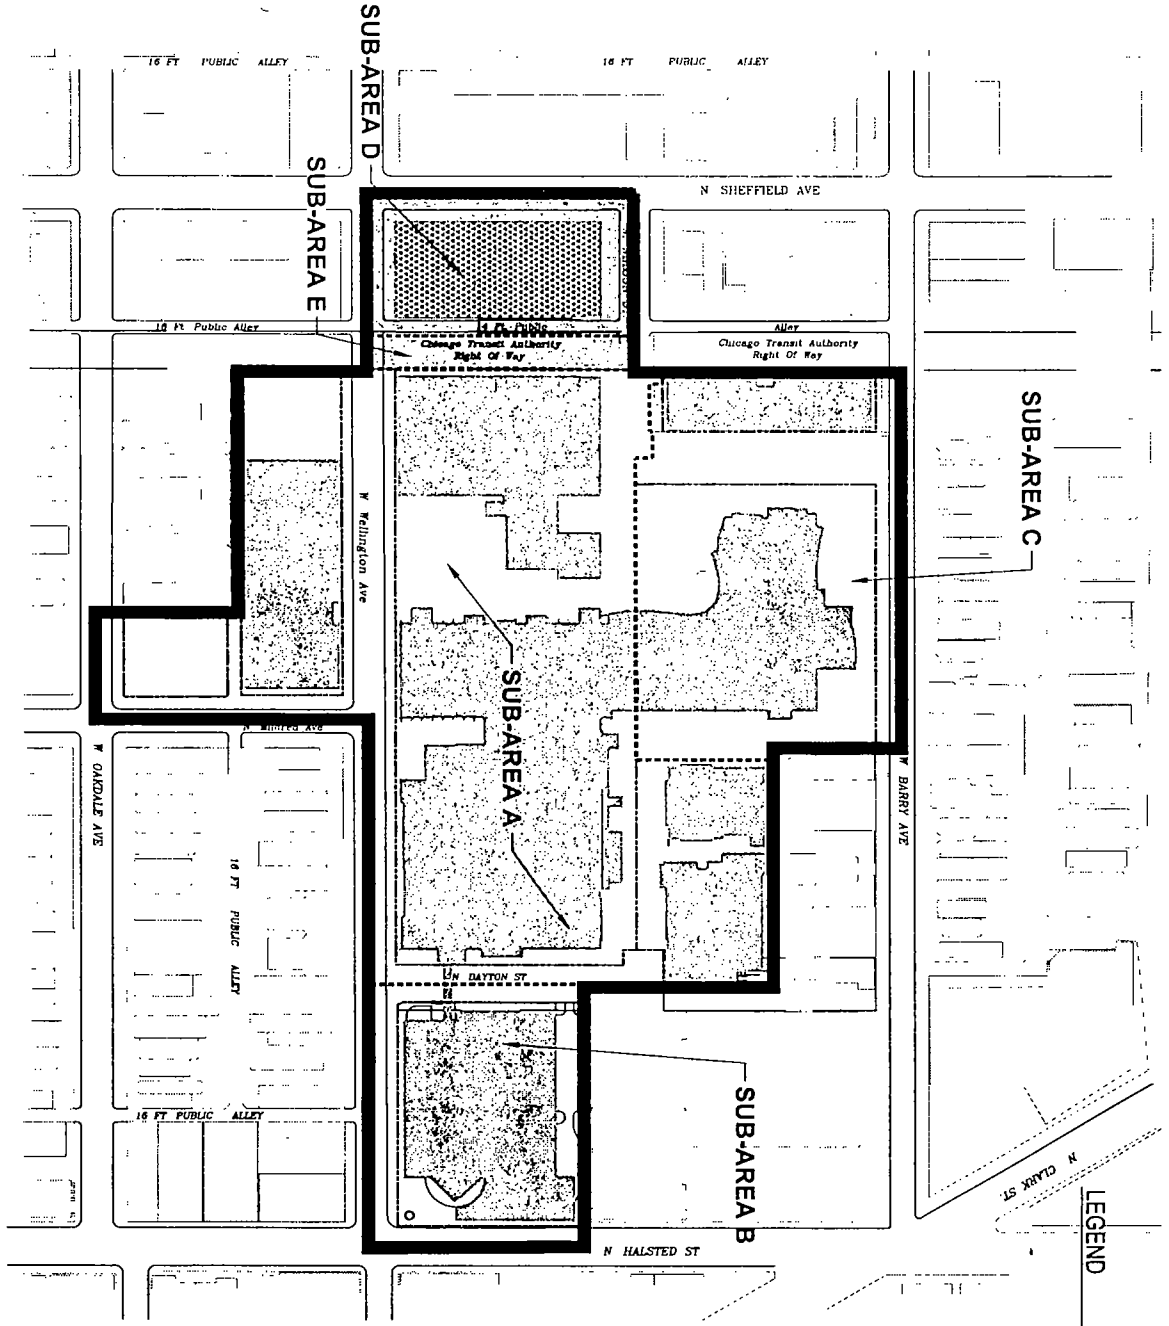 16 FT PUBLIC ALLEY
SUB-AREA D
16 FT PUBLIC ALLEY
N SHEFFIELD AVE
SUB-AREA E
16 Ft Public Alley
Ft. Public
Alley
Chicago Transit Authority
Right Of Way
Chicago Transit Authority
Right Of Way
SUB-AREA C
W Wellington Ave
SUB-AREA A
N Mildred Ave
W OAKDALE AVE
W BARRY AVE
16 FT PUBLIC ALLEY
N DAYTON ST
SUB-AREA B
16 FT PUBLIC ALLEY
N CLARK ST.
LEGEND
N HALSTED ST